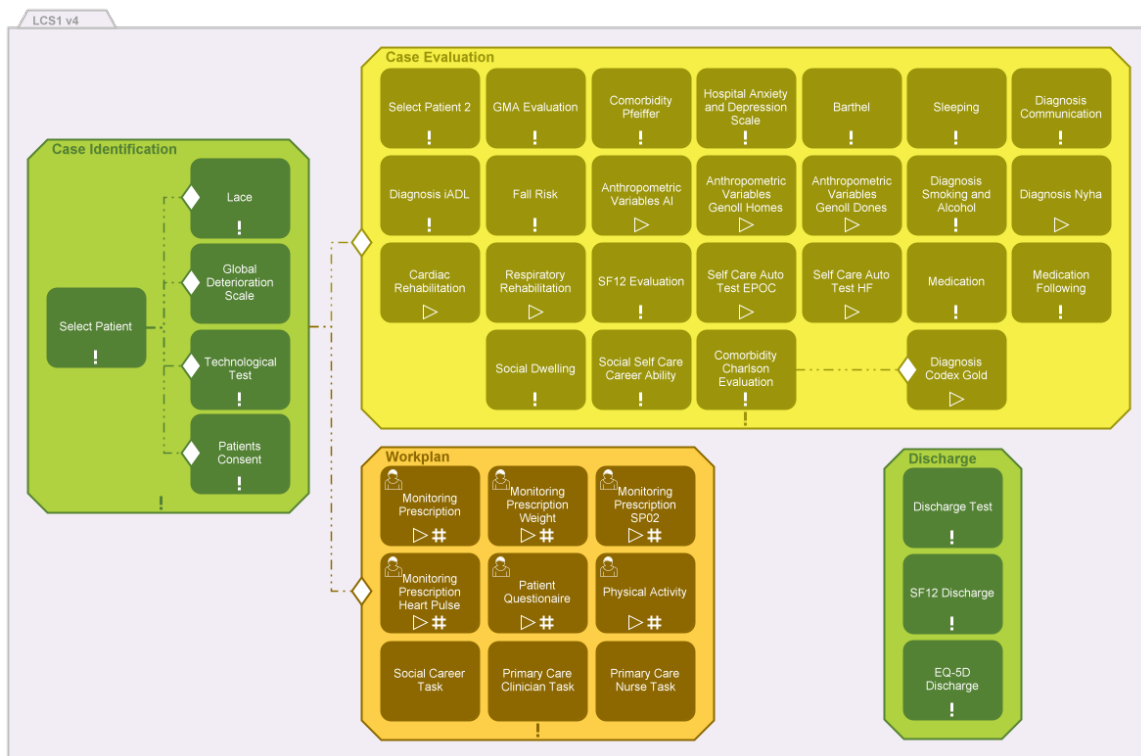 LCS1 v4
Case Identification
Select Patient
!
Lace
!
Global
Deterioration
Scale
Technological
Test
!
Patients
Consent
!
!
Case Evaluation
Select Patient 2
!
GMA Evaluation
!
Comorbidity
Pfeiffer
!
Hospital Anxiety
and Depression
Scale
!
Barthel
!
Sleeping
!
Diagnosis
Communication
!
Diagnosis iADL
!
Fall Risk
!
Anthropometric
Variables AI
Anthropometric
Variables
Genoll Homes
Anthropometric
Variables
Genoll Dones
Diagnosis
Smoking and
Alcohol
!
Diagnosis Nyha
Cardiac
Rehabilitation
Respiratory
Rehabilitation
SF12 Evaluation
!
Self Care Auto
Test EPOC
Self Care Auto
Test HF
Medication
!
Medication
Following
!
Social Dwelling
!
Social Self Care
Career Ability
!
Comorbidity
Charlson
Evaluation
!
Diagnosis
Codex Gold
!
Workplan
Monitoring
Prescription
#
Monitoring
Prescription
Weight
#
Monitoring
Prescription
SP02
#
Monitoring
Prescription
Heart Pulse
#
Patient
Questionaire
#
Physical Activity
#
Social Career
Task
Primary Care
Clinician Task
Primary Care
Nurse Task
!
Discharge
Discharge Test
!
SF12 Discharge
!
EQ-5D
Discharge
!